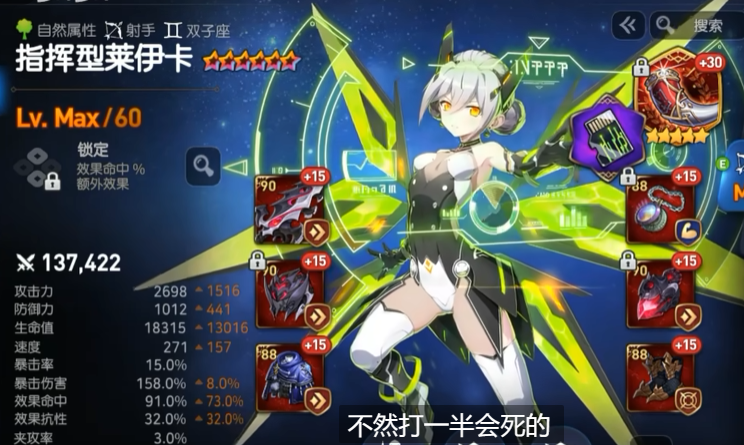 自然属性 射手 双子座
指挥型莱伊卡
Lv. Max/60
锁定
效果命中 %
额外效果
137,422
攻击力 2698 1516
防御力 1012 441
生命值 18315 13016
速度 271 157
暴击率 15.0%
暴击伤害 158.0% 8.0%
效果命中 91.0% 73.0%
效果抗性 32.0% 32.0%
夹攻率 3.0%
搜索
+30
90 +15
88 +15
+15
+15
88 +15
88 +15
E
M
不然打一半会死的